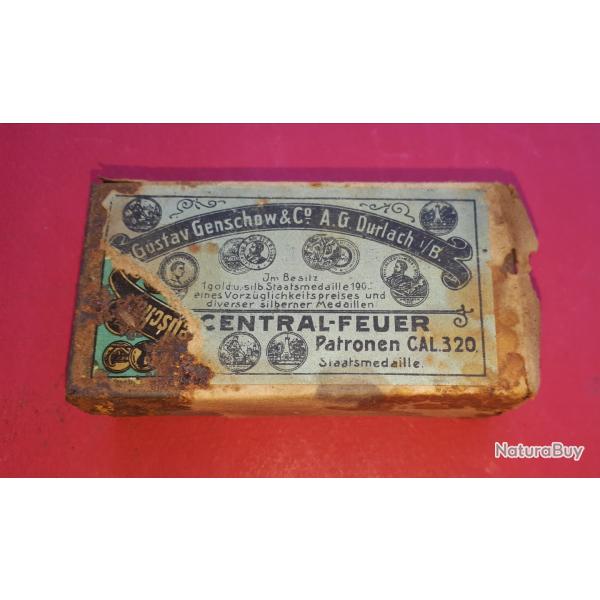 Gustav Genschow & Co A.G. Durlach i/B.
Im Besitz
1 gold u. silb. Staatsmedaille 190
eines Vorzüglichkeitspreises und
diverser silberner Medaillen
CENTRAL-FEUER
Patronen CAL.320.
Staatsmedaille.
NaturaBuy